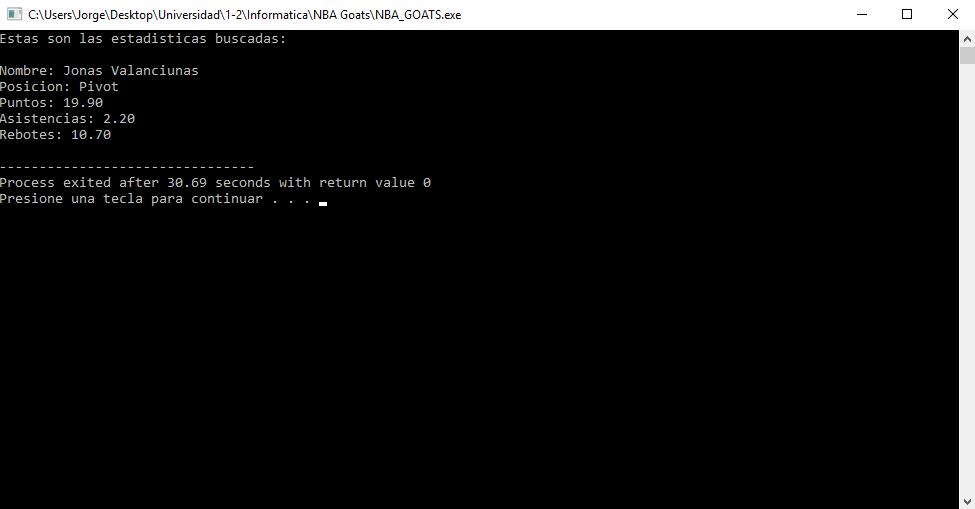 C:\Users\Jorge\Desktop\Universidad\1-2\Informatica\NBA Goats\NBA_GOATS.exe
Estas son las estadisticas buscadas:
Nombre: Jonas Valanciunas
Posicion: Pivot
Puntos: 19.90
Asistencias: 2.20
Rebotes: 10.70
--------------------------------
Process exited after 30.69 seconds with return value 0
Presione una tecla para continuar . . .